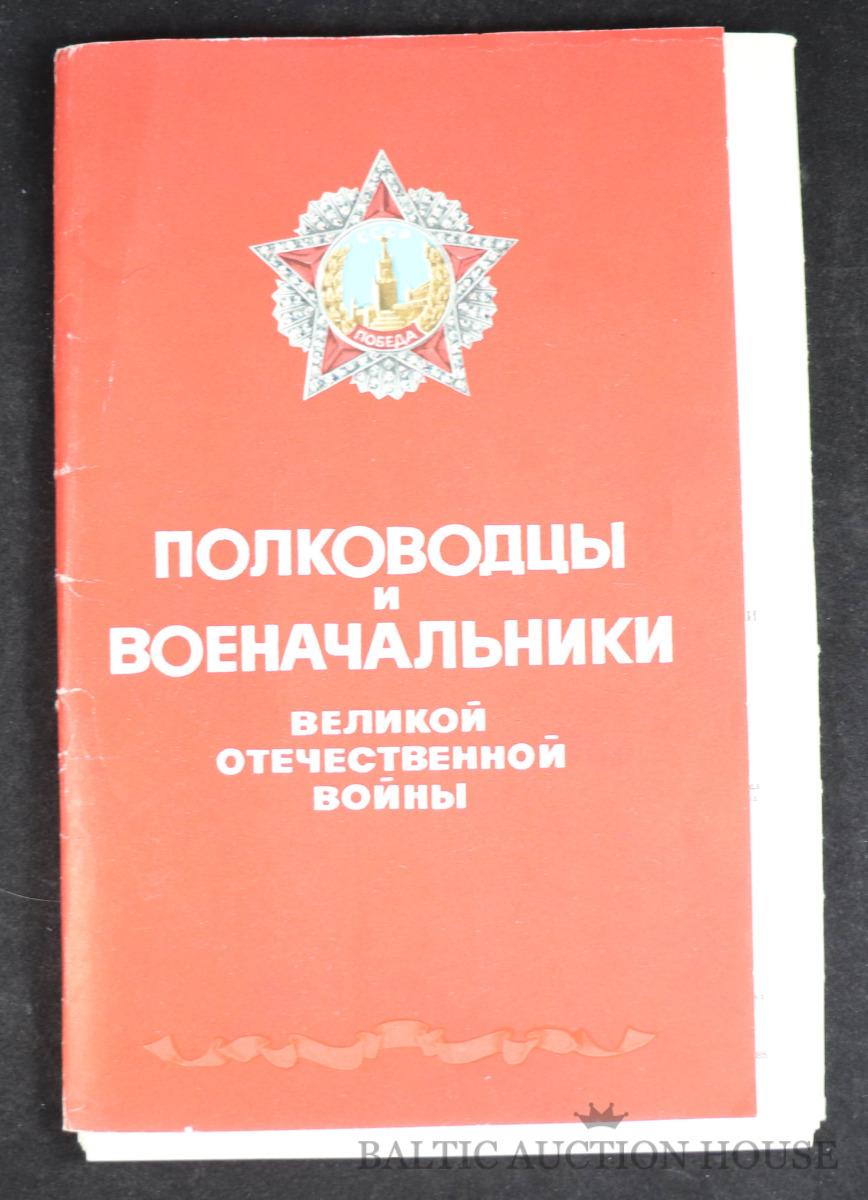 СССР
ПОБЕДА
ПОЛКОВОДЦЫ
и
ВОЕНАЧАЛЬНИКИ
ВЕЛИКОЙ
ОТЕЧЕСТВЕННОЙ
ВОЙНЫ
BALTIC AUCTION HOUSE